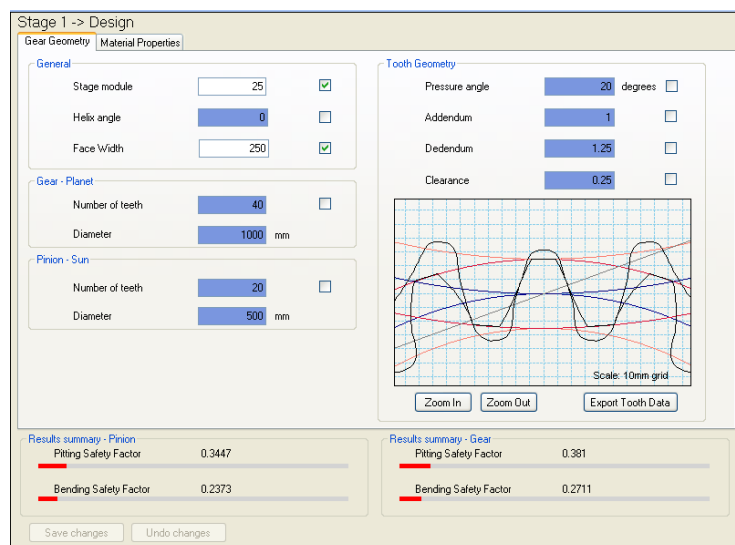 Stage 1 -> Design
Gear Geometry Material Properties
General
Stage module 25
Helix angle 0
Face Width 250
Gear - Planet
Number of teeth 40
Diameter 1000 mm
Pinion - Sun
Number of teeth 20
Diameter 500 mm
Tooth Geometry
Pressure angle 20 degrees
Addendum 1
Dedendum 1.25
Clearance 0.25
Scale: 10mm grid
Zoom In Zoom Out Export Tooth Data
Results summary - Pinion
Pitting Safety Factor 0.3447
Bending Safety Factor 0.2373
Results summary - Gear
Pitting Safety Factor 0.381
Bending Safety Factor 0.2711
Save changes Undo changes